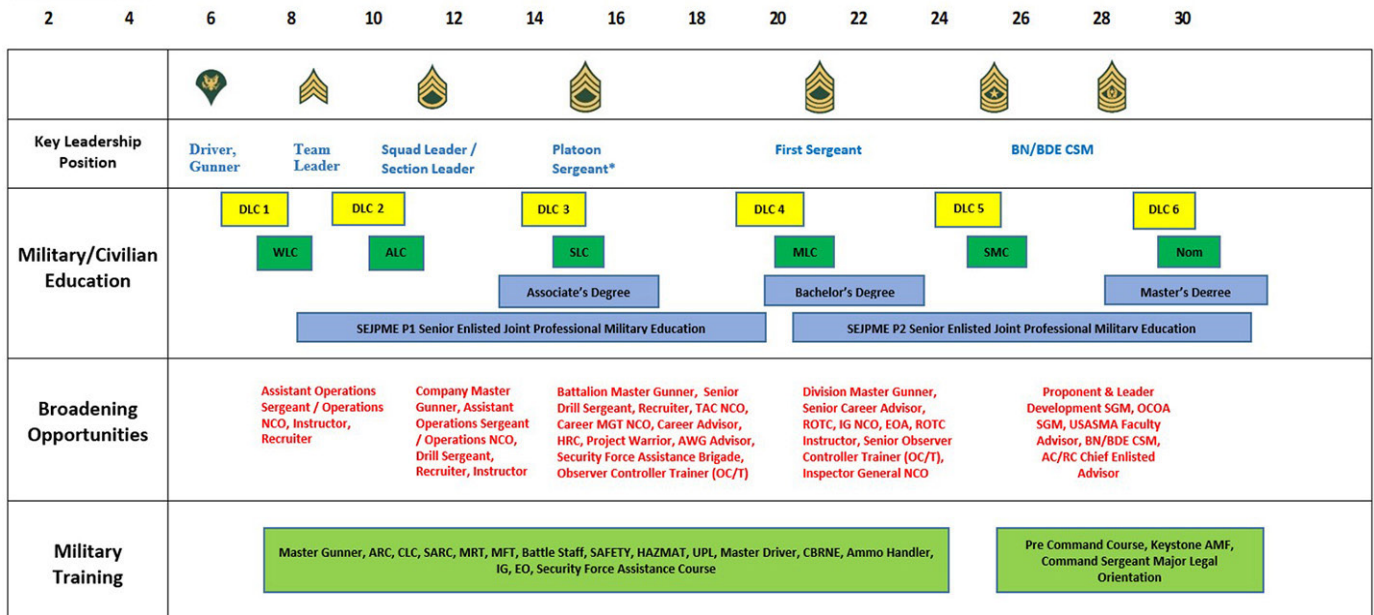 2 4 6 8 10 12 14 16 18 20 22 24 26 28 30
Key Leadership
Position
Driver,
Gunner
Team
Leader
Squad Leader /
Section Leader
Platoon
Sergeant*
First Sergeant
BN/BDE CSM
Military/Civilian
Education
DLC 1
DLC 2
DLC 3
DLC 4
DLC 5
DLC 6
WLC
ALC
SLC
MLC
SMC
Nom
Associate's Degree
Bachelor's Degree
Master's Degree
SEJPME P1 Senior Enlisted Joint Professional Military Education
SEJPME P2 Senior Enlisted Joint Professional Military Education
Broadening
Opportunities
Assistant Operations
Sergeant / Operations
NCO, Instructor,
Recruiter
Company Master
Gunner, Assistant
Operations Sergeant
/ Operations NCO,
Drill Sergeant,
Recruiter, Instructor
Battalion Master Gunner, Senior
Drill Sergeant, Recruiter, TAC NCO,
Career MGT NCO, Career Advisor,
HRC, Project Warrior, AWG Advisor,
Security Force Assistance Brigade,
Observer Controller Trainer (OC/T)
Division Master Gunner,
Senior Career Advisor,
ROTC, IG NCO, EOA, ROTC
Instructor, Senior Observer
Controller Trainer (OC/T),
Inspector General NCO
Proponent & Leader
Development SGM, OCOA
SGM, USASMA Faculty
Advisor, BN/BDE CSM,
AC/RC Chief Enlisted
Advisor
Military
Training
Master Gunner, ARC, CLC, SARC, MRT, MFT, Battle Staff, SAFETY, HAZMAT, UPL, Master Driver, CBRNE, Ammo Handler,
IG, EO, Security Force Assistance Course
Pre Command Course, Keystone AMF,
Command Sergeant Major Legal
Orientation